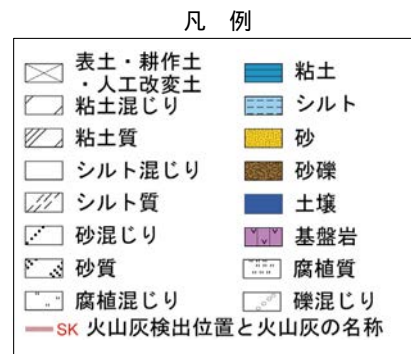 凡 例
表土・耕作土
・人工改変土
粘土混じり
粘土質
シルト混じり
シルト質
砂混じり
砂質
腐植混じり
粘土
シルト
砂
砂礫
土壌
基盤岩
腐植質
礫混じり
SK 火山灰検出位置と火山灰の名称